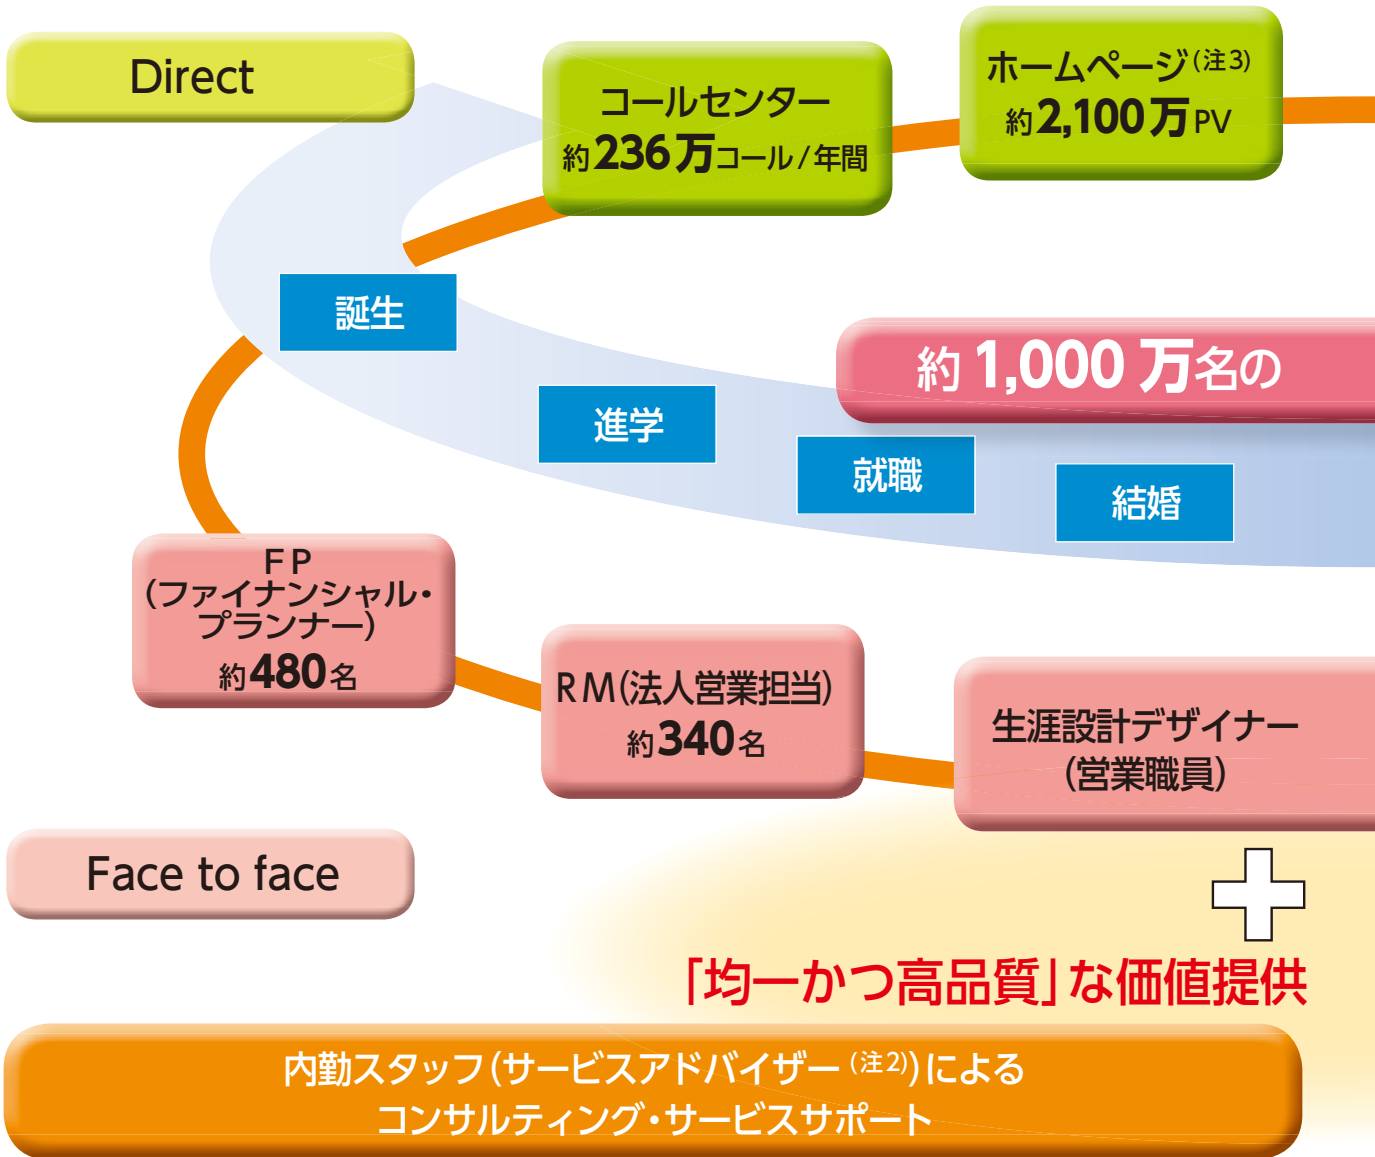 Direct
コールセンター
約236万コール/年間
ホームページ(注3)
約2,100万PV
誕生
約1,000万名の
進学
就職
結婚
FP
(ファイナンシャル・
プランナー)
約480名
RM(法人営業担当)
約340名
生涯設計デザイナー
(営業職員)
Face to face
「均一かつ高品質」な価値提供
内勤スタッフ(サービスアドバイザー(注2))による
コンサルティング・サービスサポート